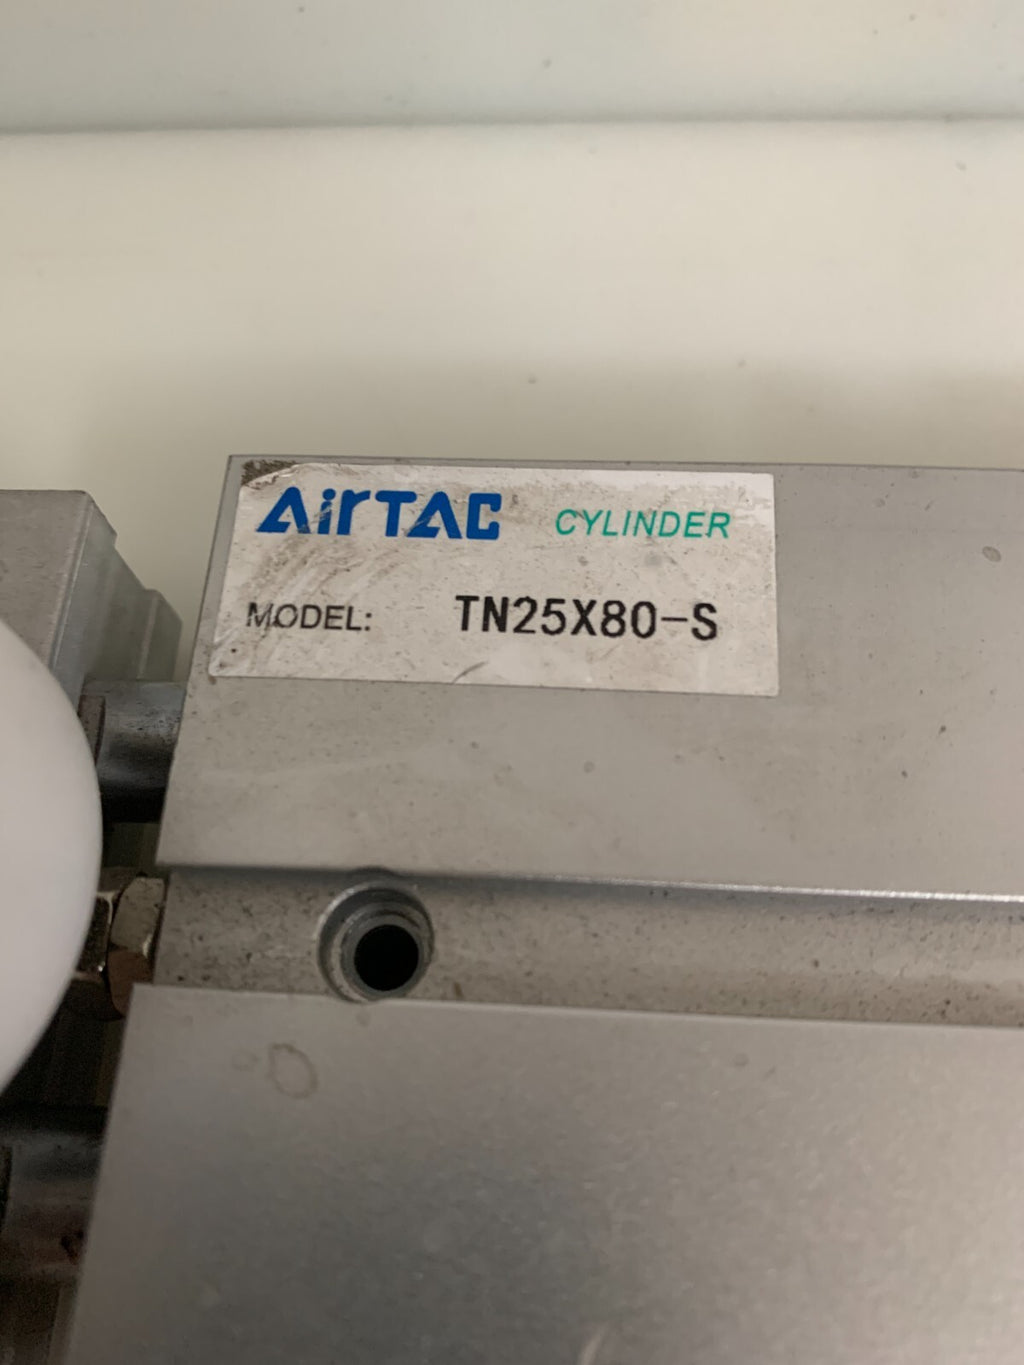 AirTAC CYLINDER
MODEL: TN25X80-S